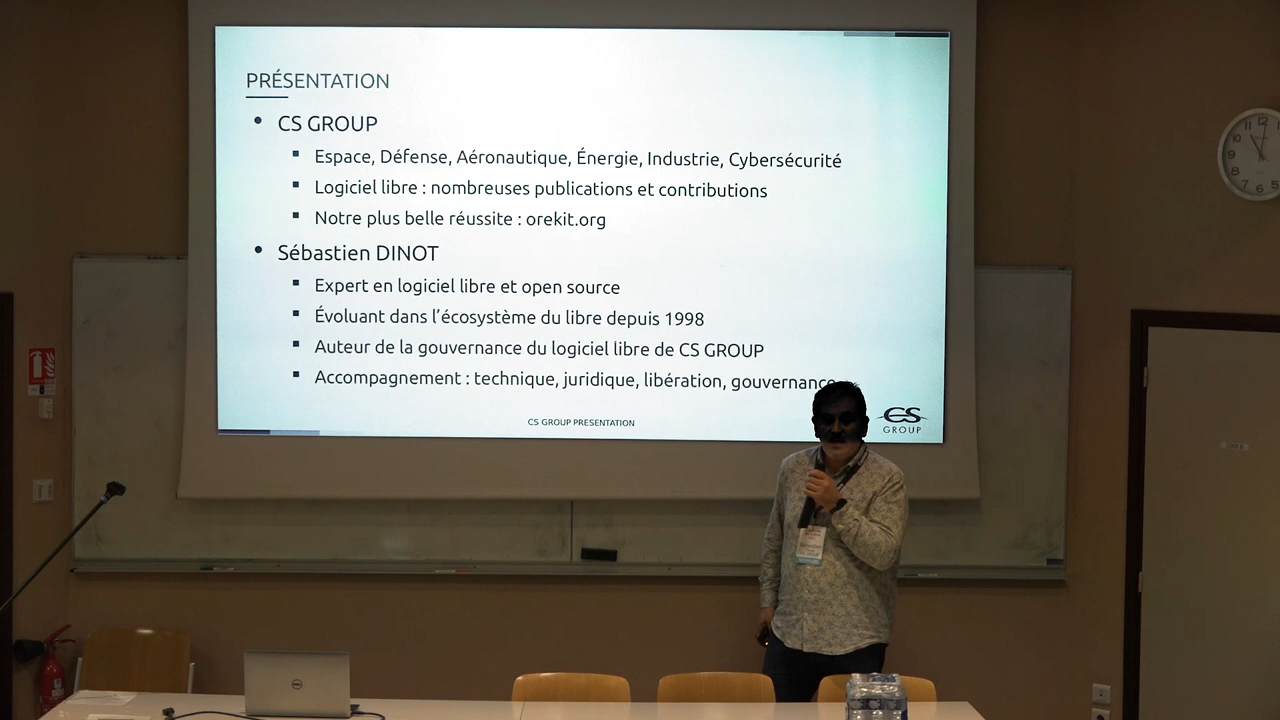 PRÉSENTATION
CS GROUP
Espace, Défense, Aéronautique, Énergie, Industrie, Cybersécurité
Logiciel libre : nombreuses publications et contributions
Notre plus belle réussite : orekit.org
Sébastien DINOT
Expert en logiciel libre et open source
Évoluant dans l'écosystème du libre depuis 1998
Auteur de la gouvernance du logiciel libre de CS GROUP
Accompagnement : technique, juridique, libération, gouvernance
CS GROUP PRESENTATION
CS
GROUP
DELL